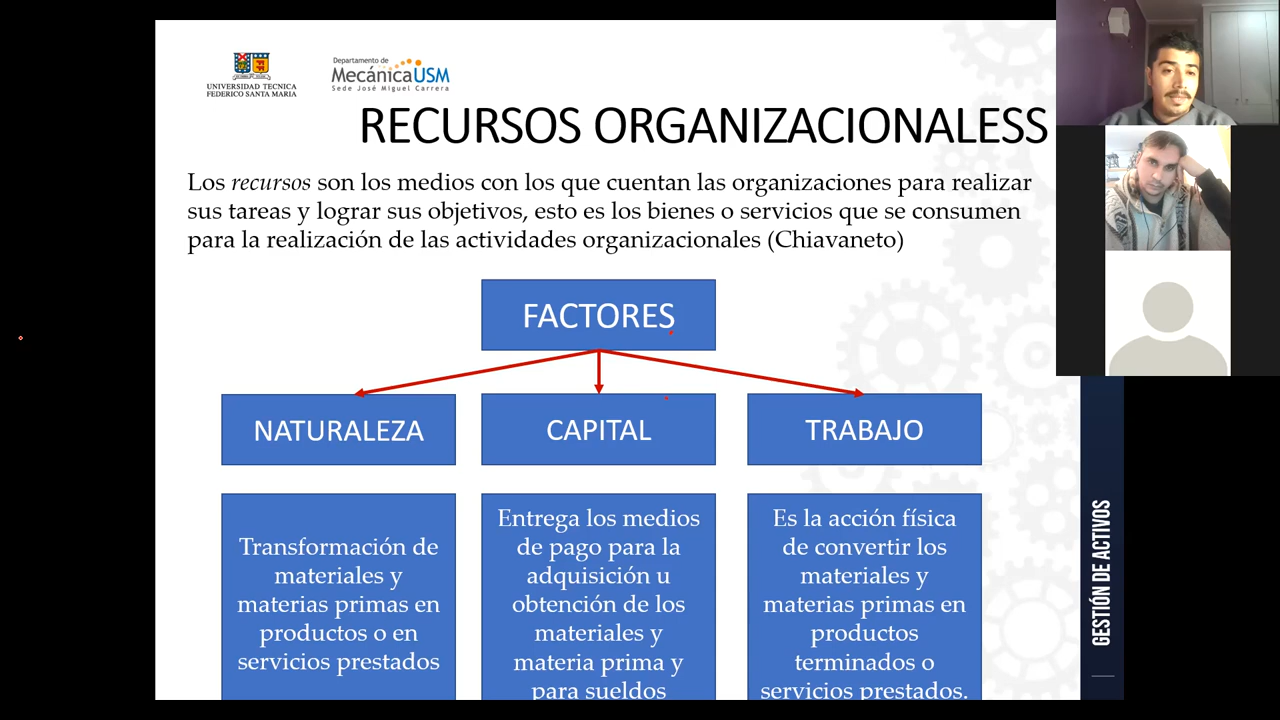 UNIVERSIDAD TECNICA
FEDERICO SANTA MARIA
Departamento de
MecánicaUSM
Sede José Miguel Carrera
RECURSOS ORGANIZACIONALESS
Los recursos son los medios con los que cuentan las organizaciones para realizar
sus tareas y lograr sus objetivos, esto es los bienes o servicios que se consumen
para la realización de las actividades organizacionales (Chiavaneto)
FACTORES
NATURALEZA
CAPITAL
TRABAJO
Transformación de
materiales y
materias primas en
productos o en
servicios prestados
Entrega los medios
de pago para la
adquisición u
obtención de los
materiales y
materia prima y
para sueldos
Es la acción física
de convertir los
materiales y
materias primas en
productos
terminados o
servicios prestados.
GESTIÓN DE ACTIVOS